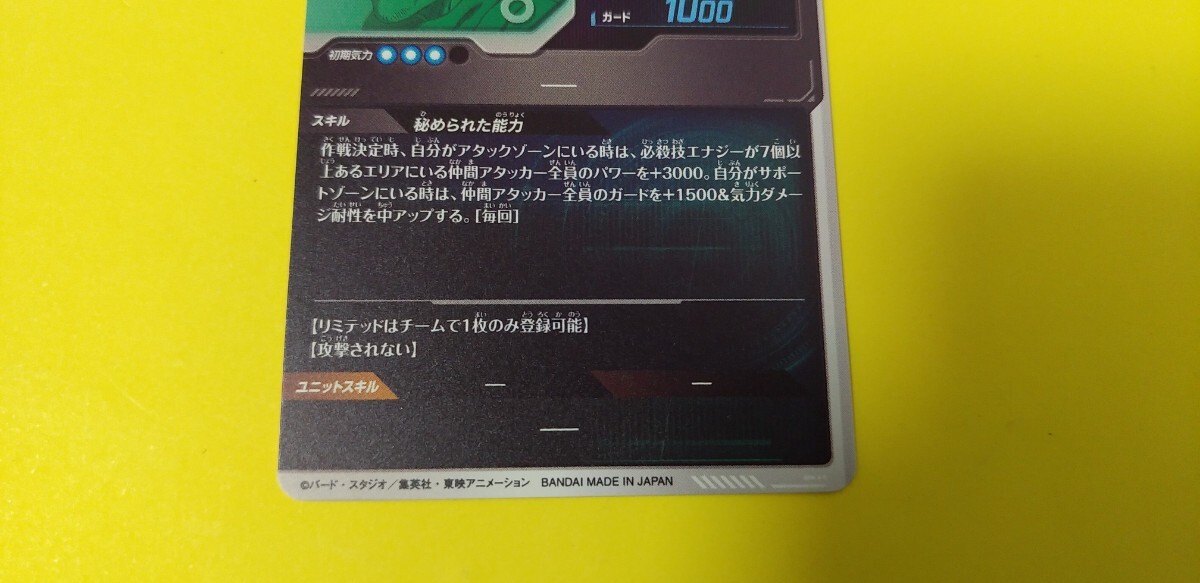 ガード 1000
初期気力
—
スキル 秘められた能力
作戦決定時、自分がアタックゾーンにいる時は、必殺技エナジーが7個以
上あるエリアにいる仲間アタッカー全員のパワーを+3000。自分がサポー
トゾーンにいる時は、仲間アタッカー全員のガードを+1500&気力ダメー
ジ耐性を中アップする。[毎回]
【リミテッドはチームで1枚のみ登録可能】
【攻撃されない】
ユニットスキル — —
—
©バード・スタジオ／集英社・東映アニメーション BANDAI MADE IN JAPAN